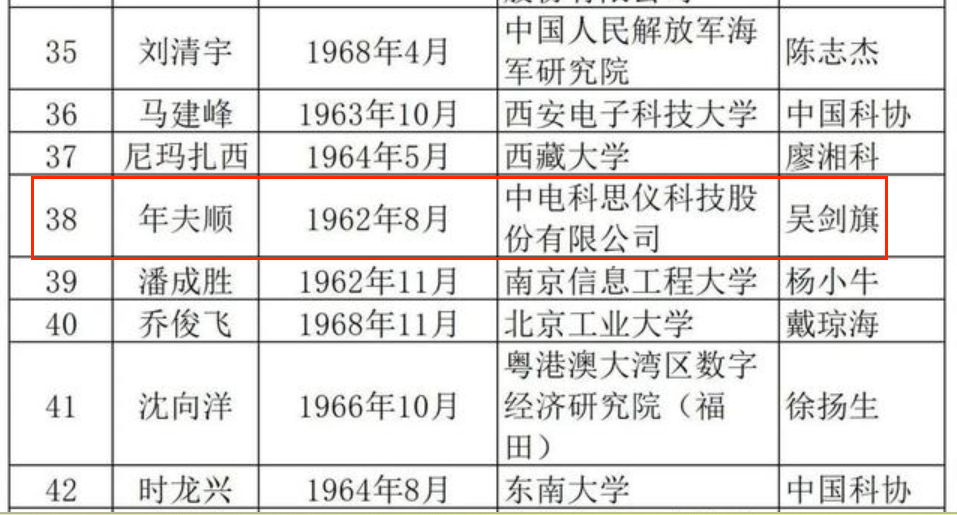 35 刘清宇 1968年4月 中国人民解放军海 陈志杰
军研究院
36 马建峰 1963年10月 西安电子科技大学 中国科协
37 尼玛扎西 1964年5月 西藏大学 廖湘科
38 年夫顺 1962年8月 中电科思仪科技股 吴剑旗
份有限公司
39 潘成胜 1962年11月 南京信息工程大学 杨小牛
40 乔俊飞 1968年11月 北京工业大学 戴琼海
41 沈向洋 1966年10月 粤港澳大湾区数字 徐扬生
经济研究院（福
田）
42 时龙兴 1964年8月 东南大学 中国科协